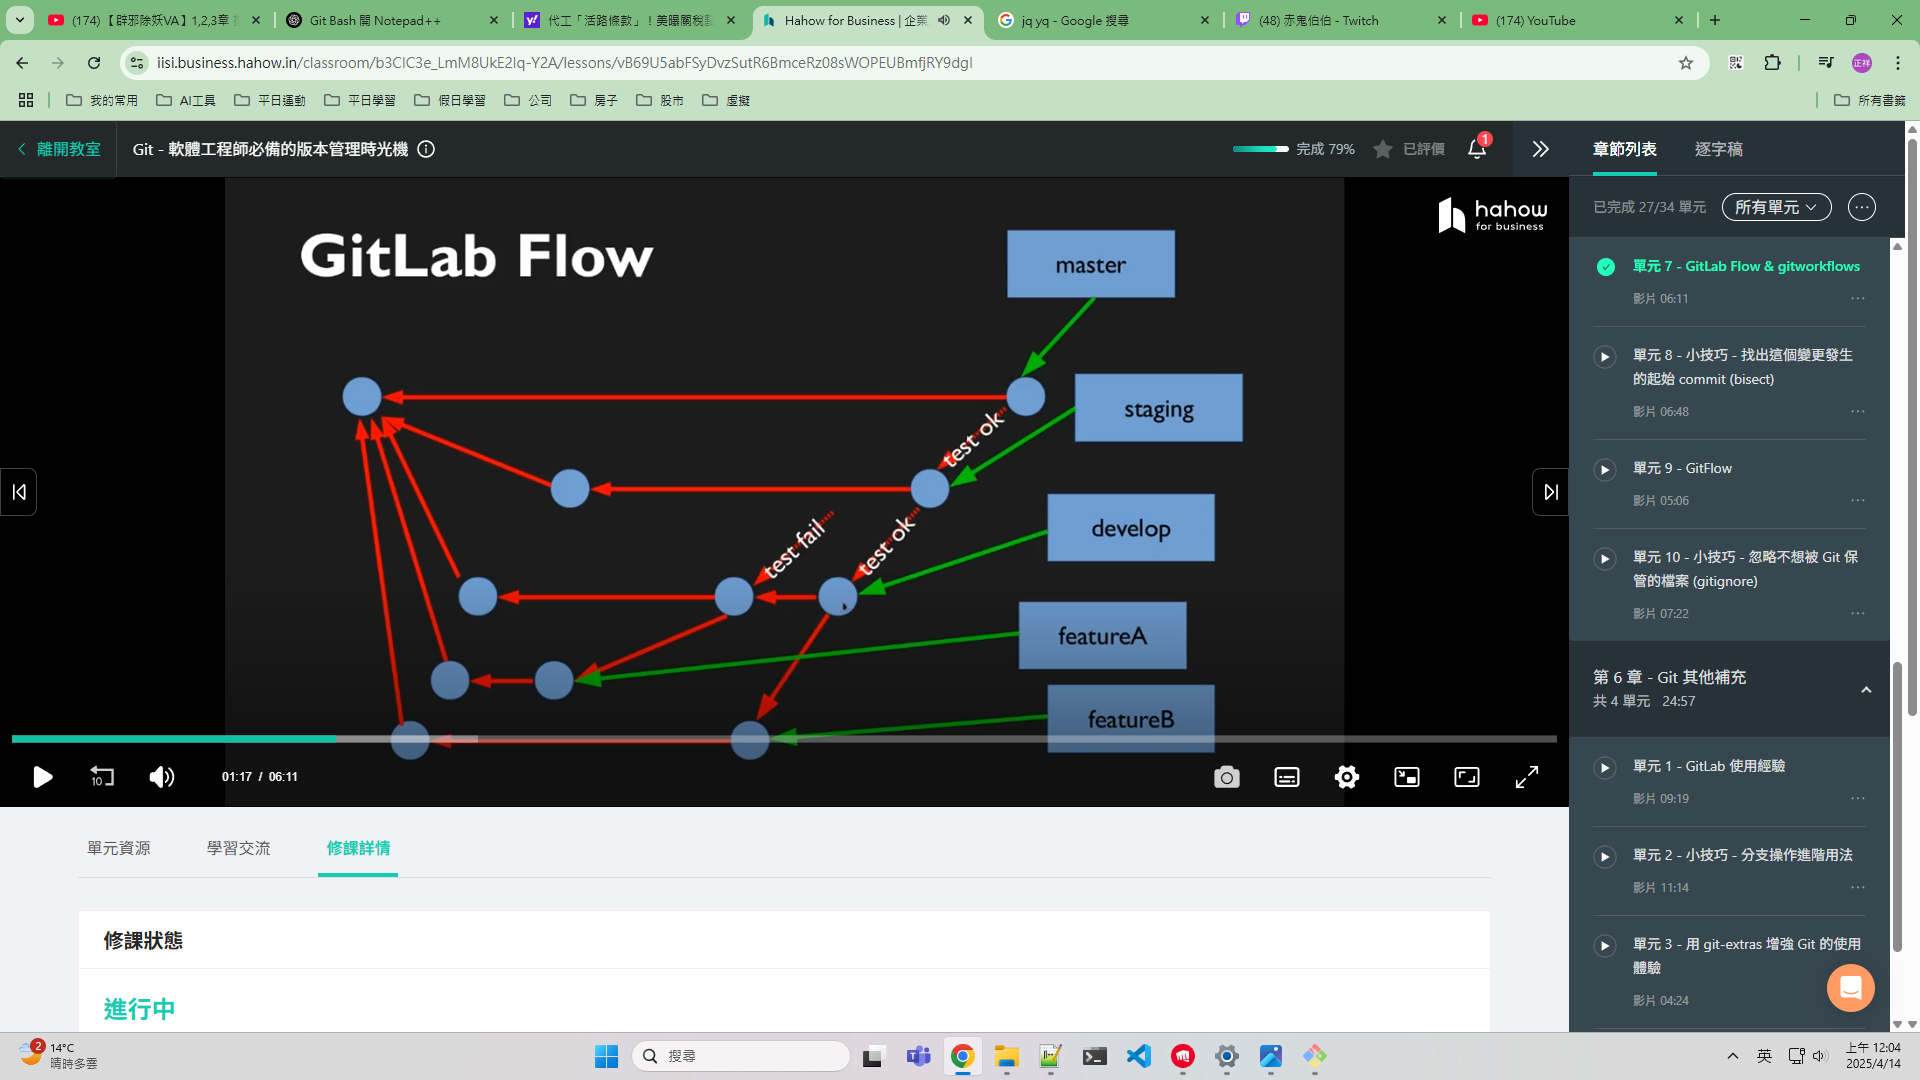 (174) 【辟邪除妖VA】1,2,3章
Git Bash 開 Notepad++
代工「活路條款」！美眼關稅
Hahow for Business | 企業
jq yq - Google 搜尋
(48) 赤鬼伯伯 - Twitch
(174) YouTube
iisi.business.hahow.in/classroom/b3ClC3e_LmM8UkE2Iq-Y2A/lessons/vB69U5abFSyDvzSutR6BmceRz08sWOPEUBmfjRY9dgI
正祥
我的常用
AI工具
平日運動
平日學習
假日學習
公司
房子
股市
虛擬
所有書籤
離開教室
Git - 軟體工程師必備的版本管理時光機
完成 79%
已評價
1
章節列表
逐字稿
已完成 27/34 單元
所有單元
hahow
for business
GitLab Flow
master
staging
develop
featureA
featureB
test ok
test fail
test ok
10
01:17 / 06:11
單元 7 - GitLab Flow & gitworkflows
影片 06:11
單元 8 - 小技巧 - 找出這個變更發生
的起始 commit (bisect)
影片 06:48
單元 9 - GitFlow
影片 05:06
單元 10 - 小技巧 - 忽略不想被 Git 保
管的檔案 (gitignore)
影片 07:22
第 6 章 - Git 其他補充
共 4 單元 24:57
單元 1 - GitLab 使用經驗
影片 09:19
單元 2 - 小技巧 - 分支操作進階用法
影片 11:14
單元 3 - 用 git-extras 增強 Git 的使用
體驗
影片 04:24
單元資源
學習交流
修課詳情
修課狀態
進行中
2
14°C
晴時多雲
搜尋
英
上午 12:04
2025/4/14